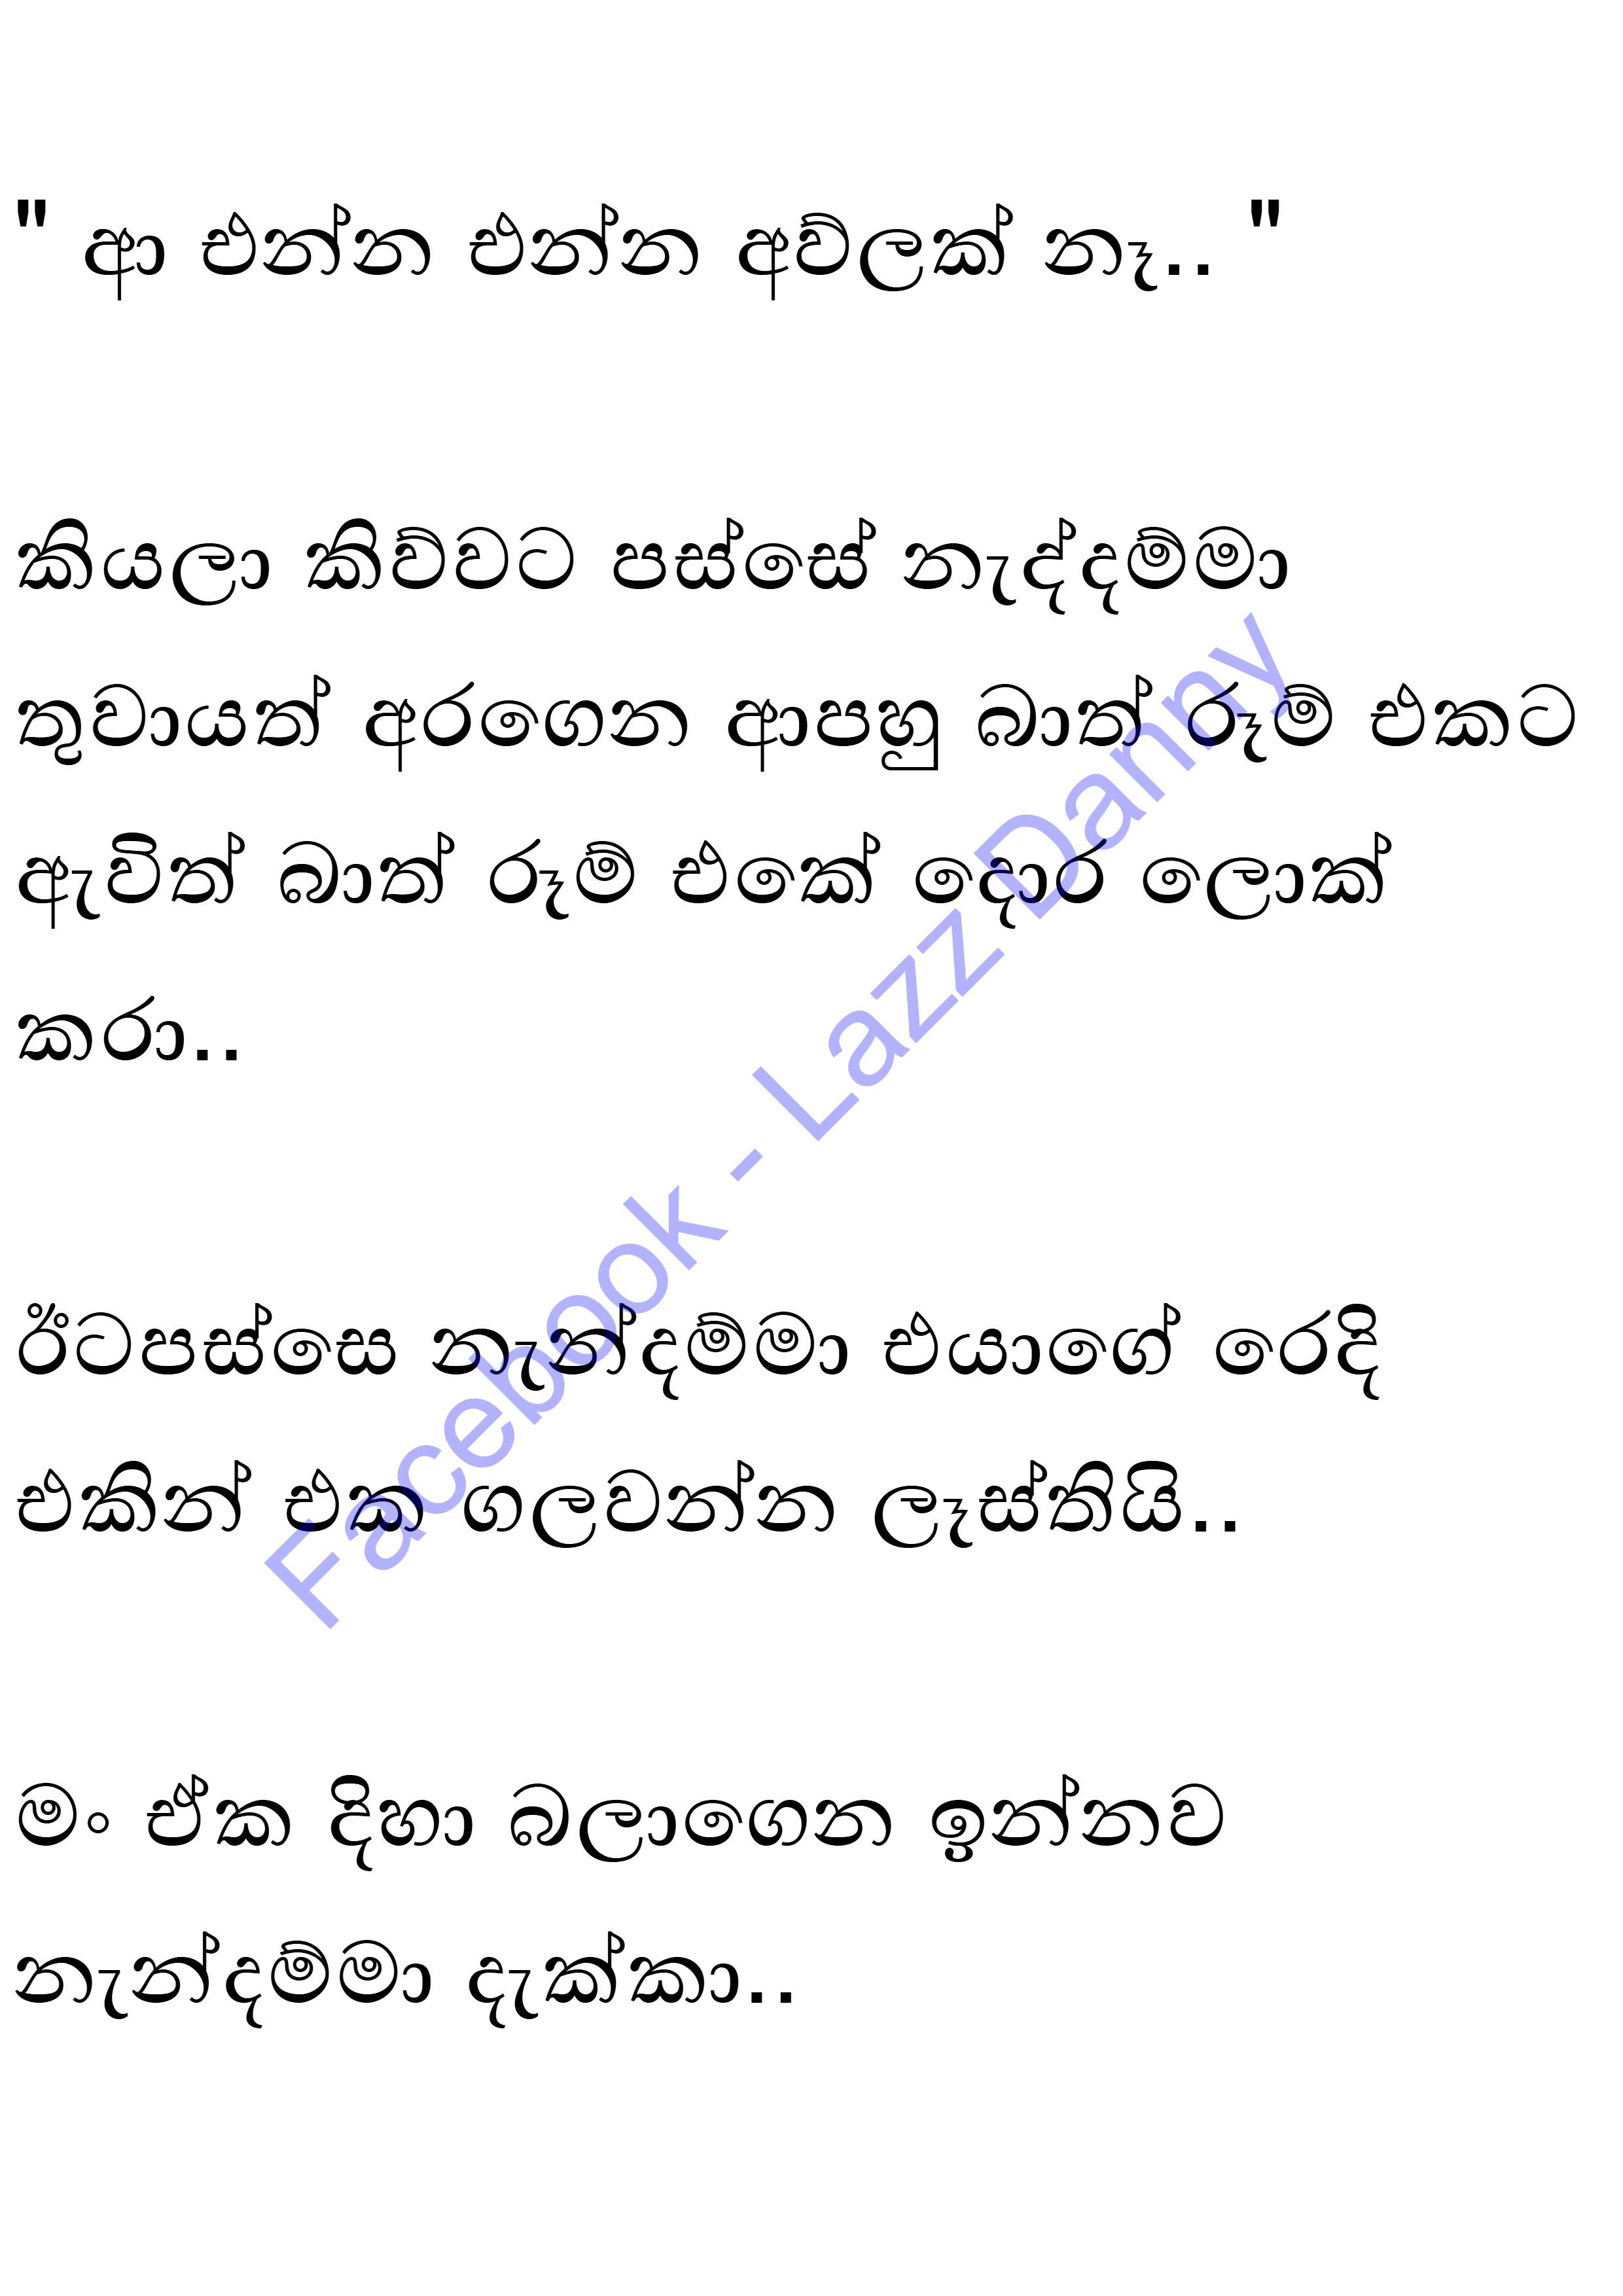 " ආ එන්න එන්න අව්ලක් නෑ.. "
කියලා කිව්වට පස්සේ නැද්දම්මා
තුවායත් අරගෙන ආපහු බාත් රූම් එකට
ඇවිත් බාත් රූම් එකේ දොර ලොක්
කරා..
ඊටපස්සෙ නැන්දම්මා එයාගේ රෙදි
එකින් එක ගලවන්න ලෑස්තියි..
මං ඒක දිහා බලාගෙන ඉන්නව
නැන්දම්මා දැක්කා..
Facebook - Lazz Danny